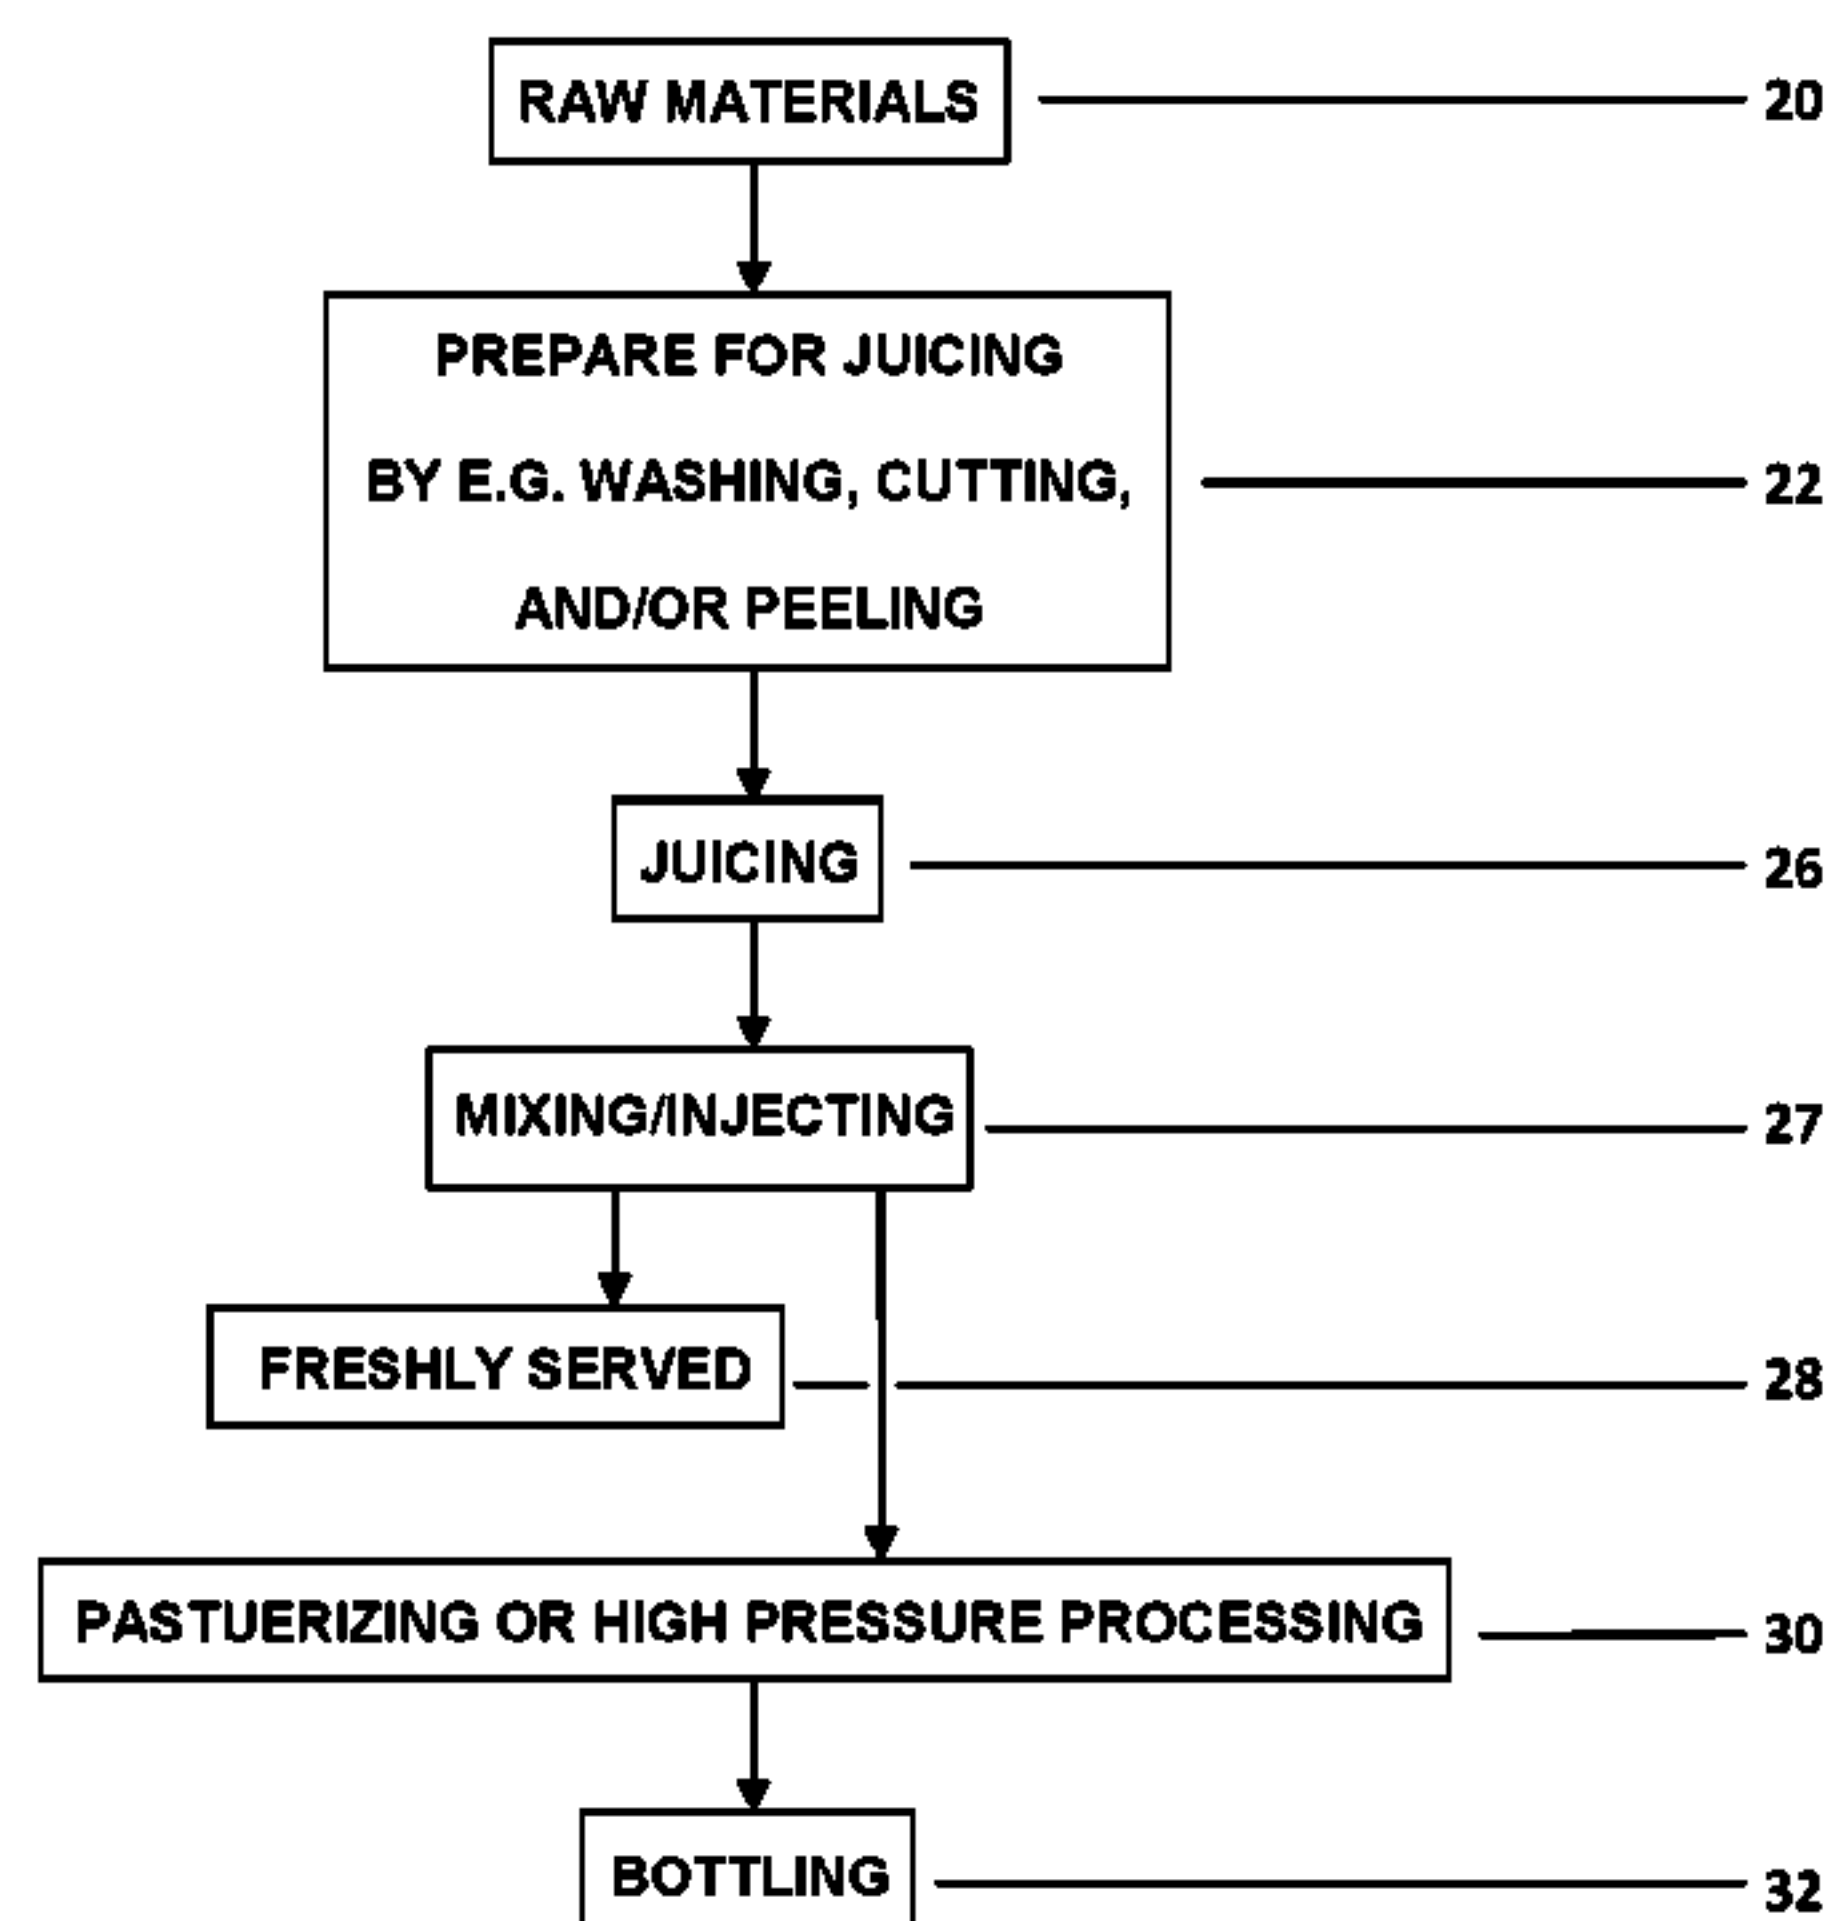 RAW MATERIALS
20
PREPARE FOR JUICING
BY E.G. WASHING, CUTTING,
22
AND/OR PEELING
JUICING
26
MIXING/INJECTING
27
FRESHLY SERVED
28
PASTUERIZING OR HIGH PRESSURE PROCESSING
30
BOTTLING
32